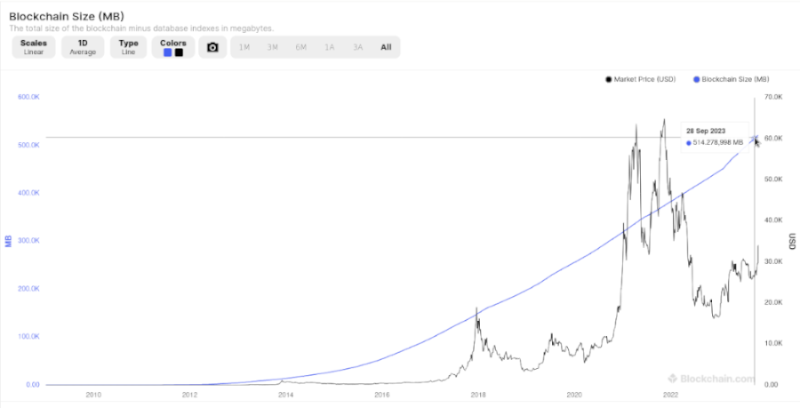 Blockchain Size (MB)
The total size of the blockchain minus database indexes in megabytes.
Scales
Linear
1D
Average
Type
Line
Colors
1M 3M 6M 1A 3A All
Market Price (USD) Blockchain Size (MB)
600.0K
500.0K
400.0K
300.0K
200.0K
100.0K
0.00
MB
28 Sep 2023
514.278,998 MB
70.0K
60.0K
50.0K
40.0K
30.0K
20.0K
10.0K
0.00
USD
Blockchain.com
2010 2012 2014 2016 2018 2020 2022